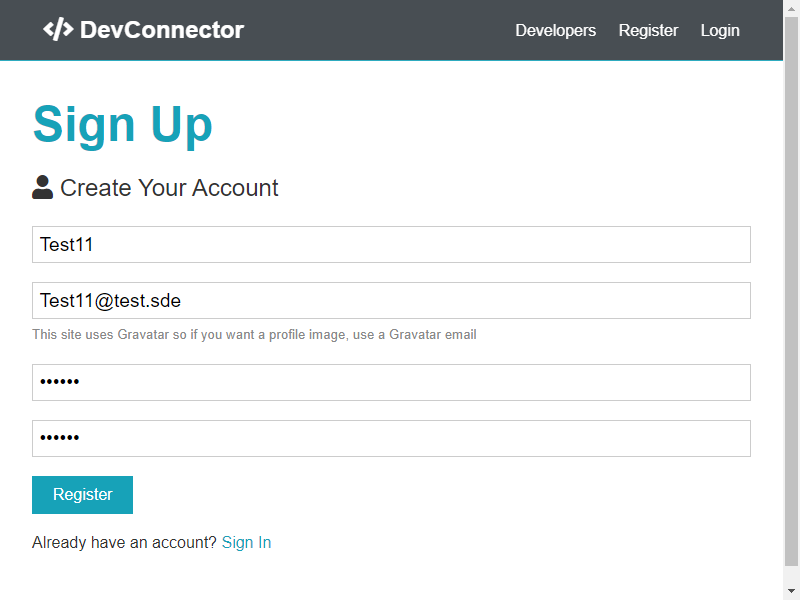 </> DevConnector Developers Register Login
Sign Up
Create Your Account
Test11
Test11@test.sde
This site uses Gravatar so if you want a profile image, use a Gravatar email
••••••
••••••
Register
Already have an account? Sign In